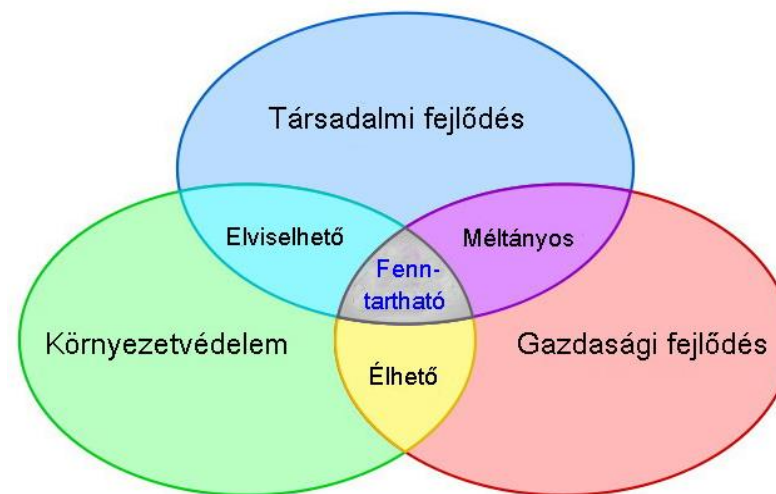 Társadalmi fejlődés
Elviselhető
Méltányos
Fenn-
tartható
Környezetvédelem
Gazdasági fejlődés
Élhető